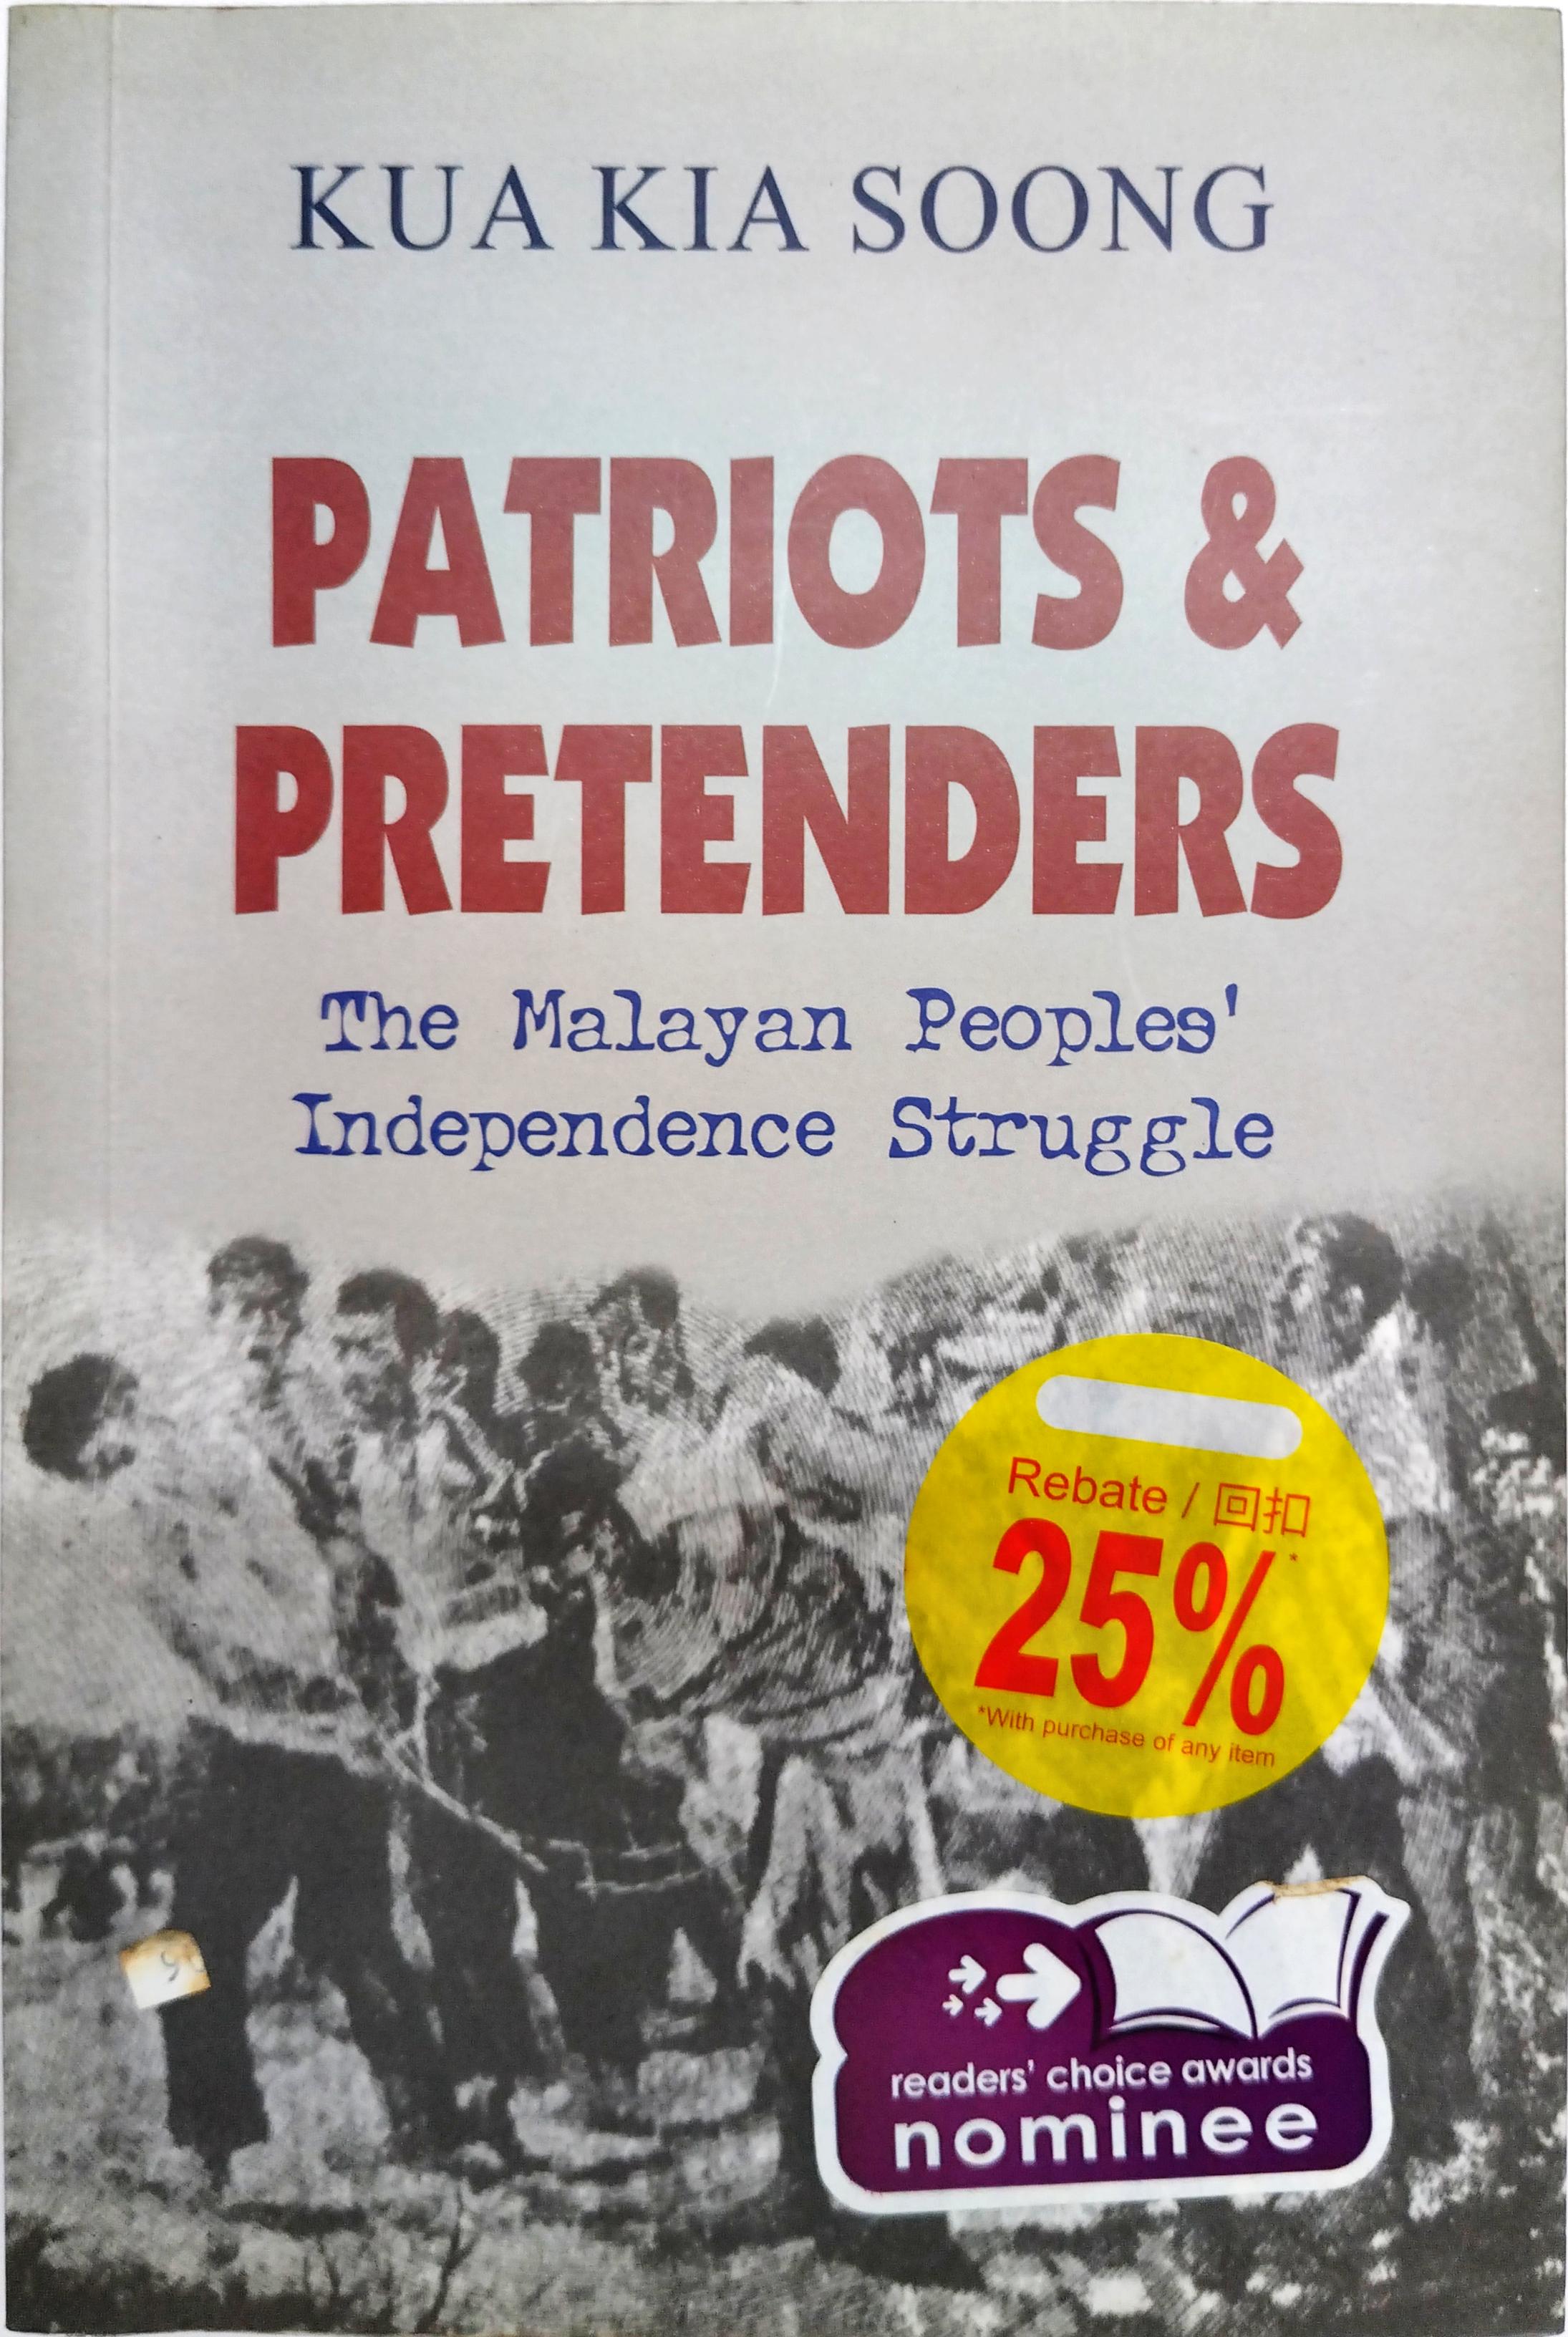 KUA KIA SOONG
PATRIOTS &
PRETENDERS
The Malayan Peoples'
Independence Struggle
Rebate / 回扣
25%*
*With purchase of any item
readers' choice awards
nominee